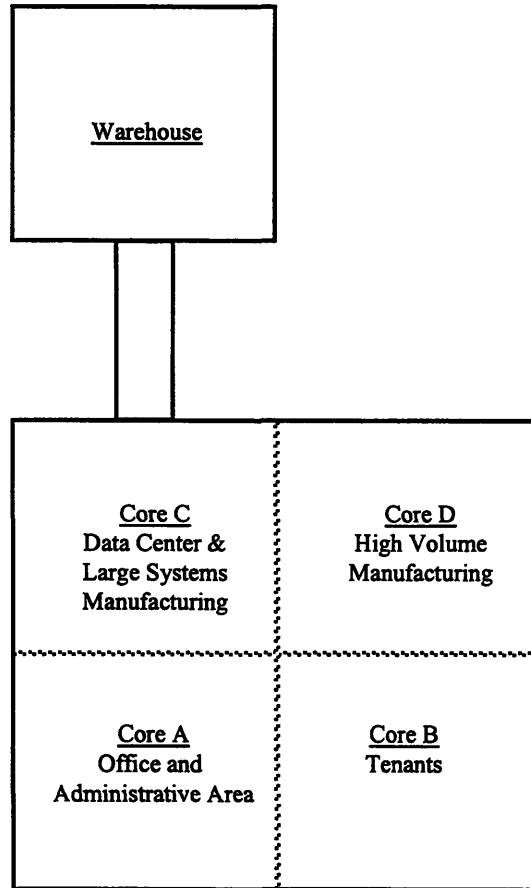 Warehouse
Core C
Data Center &
Large Systems
Manufacturing
Core D
High Volume
Manufacturing
Core A
Office and
Administrative Area
Core B
Tenants